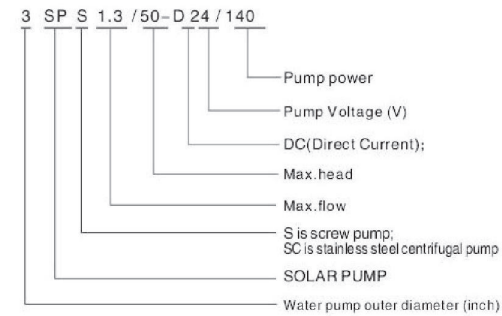 3 SP S 1.3 /50-D 24/140
Pump power
Pump Voltage (V)
DC(Direct Current);
Max.head
Max.flow
S is screw pump;
SC is stainless steel centrifugal pump
SOLAR PUMP
Water pump outer diameter (inch)